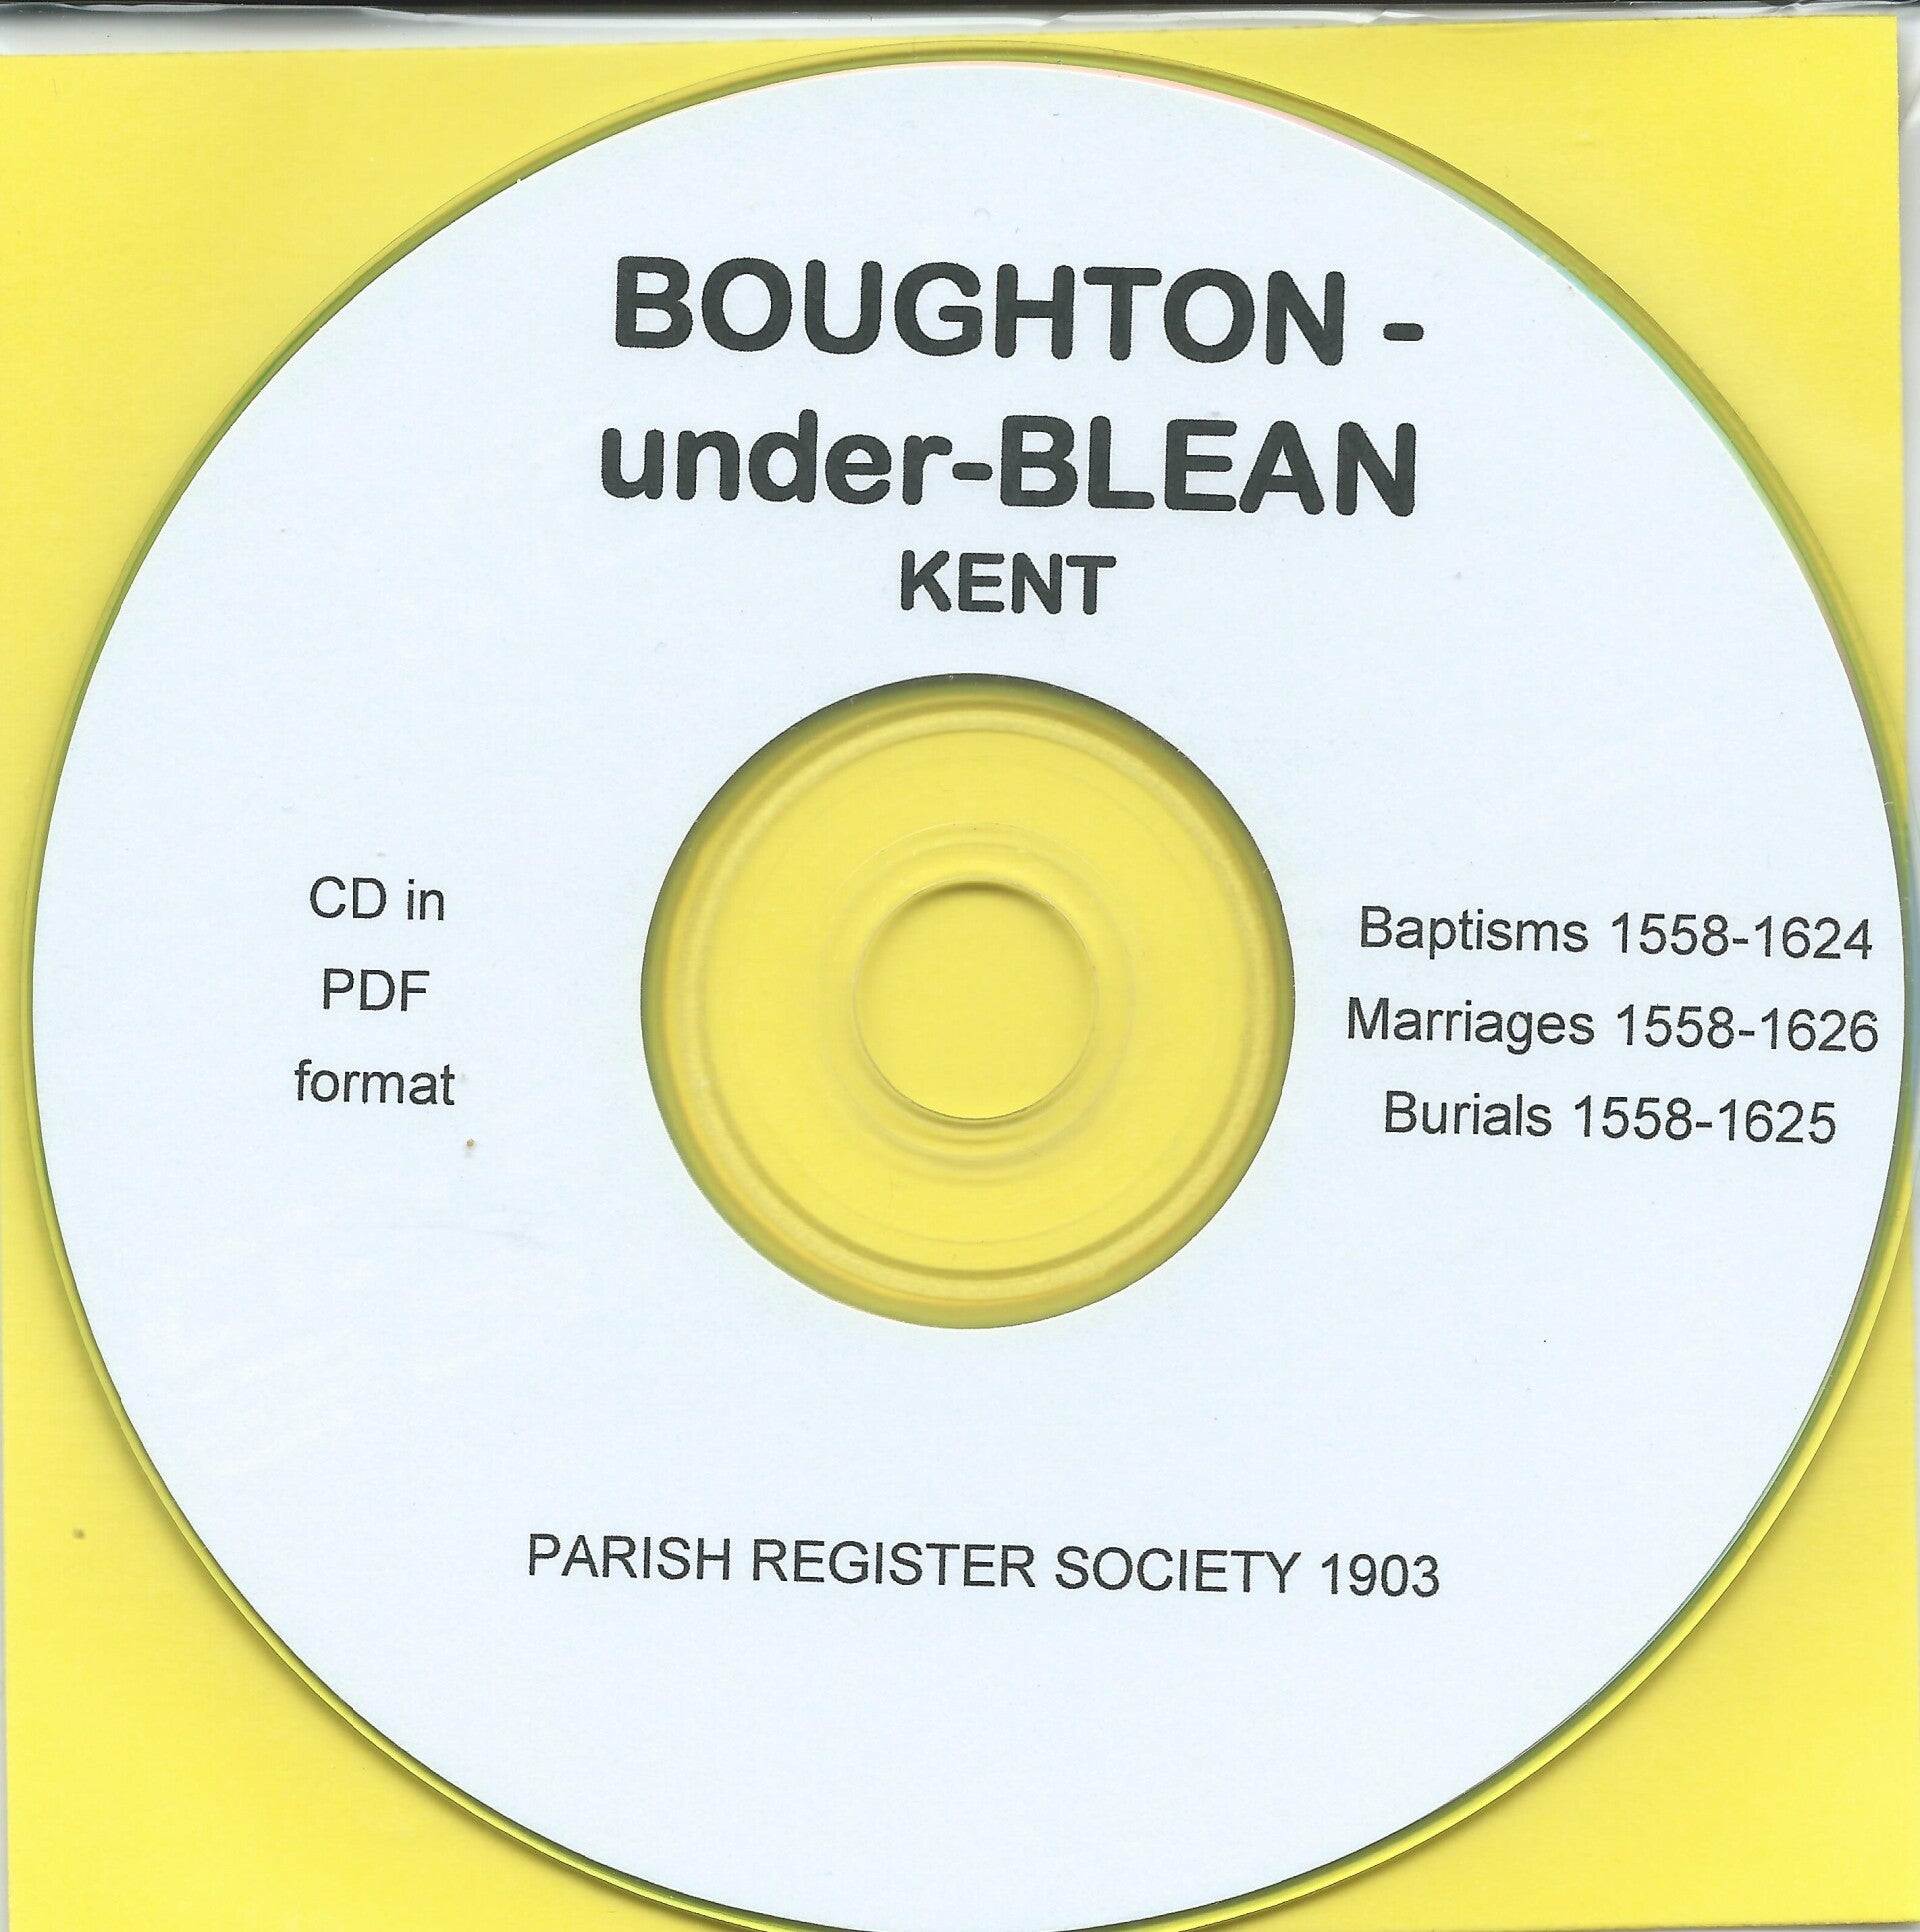 BOUGHTON -
under-BLEAN
KENT
CD in
PDF
format
Baptisms 1558-1624
Marriages 1558-1626
Burials 1558-1625
PARISH REGISTER SOCIETY 1903